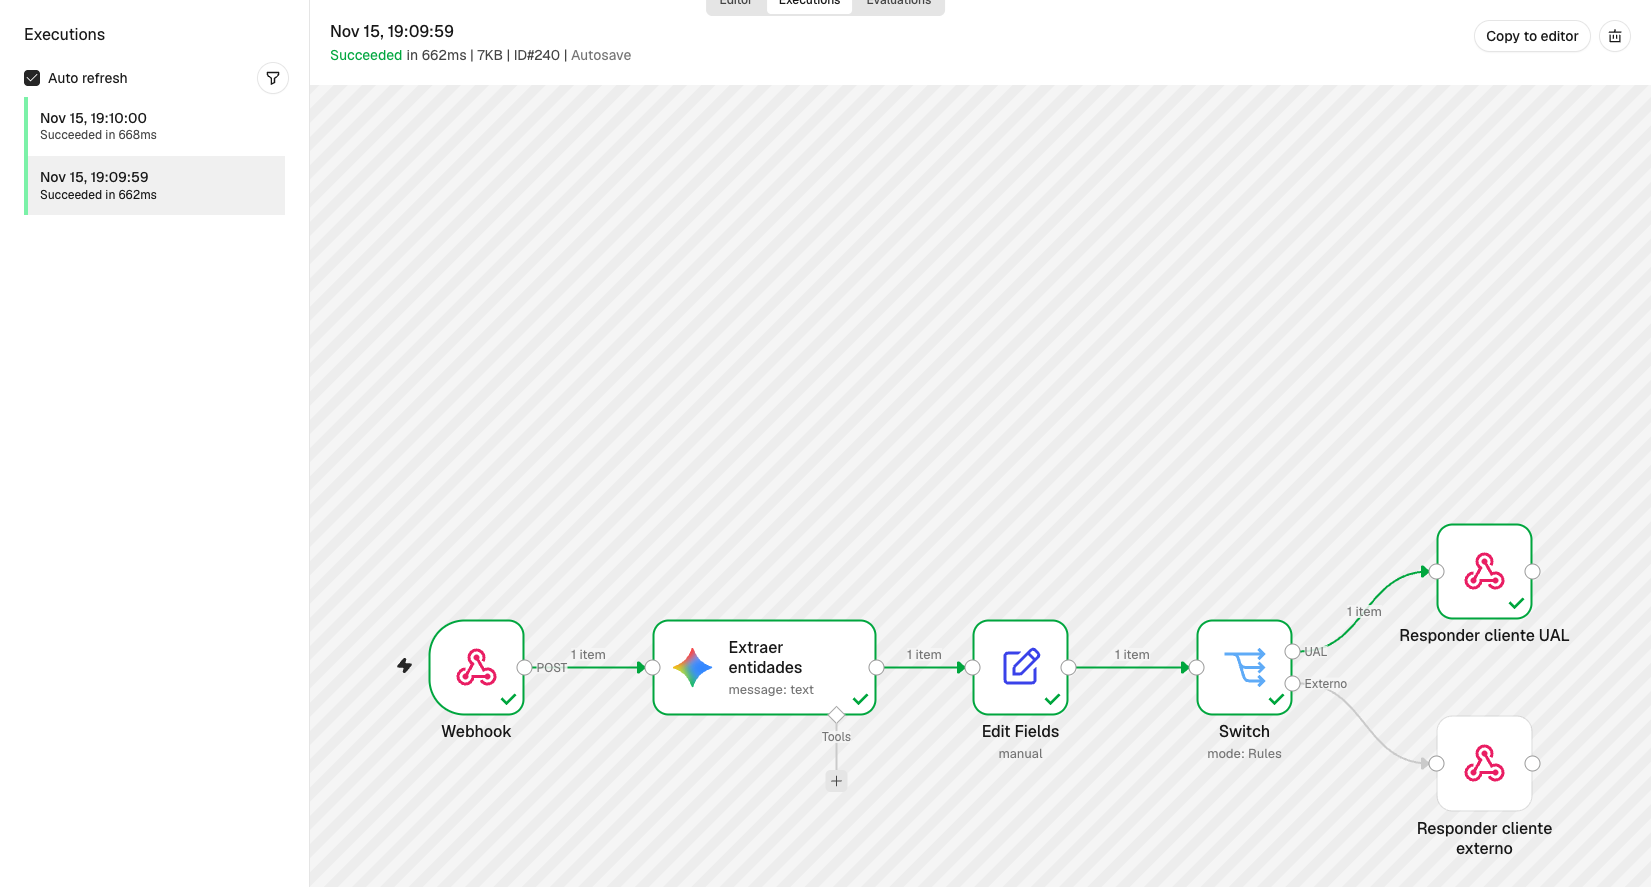 Editor Executions Evaluations
Executions
Auto refresh
Nov 15, 19:10:00
Succeeded in 668ms
Nov 15, 19:09:59
Succeeded in 662ms
Nov 15, 19:09:59
Succeeded in 662ms | 7KB | ID#240 | Autosave
Copy to editor
POST
1 item
Webhook
Extraer
entidades
message: text
Tools
1 item
Edit Fields
manual
1 item
Switch
mode: Rules
UAL
Externo
1 item
Responder cliente UAL
Responder cliente
externo